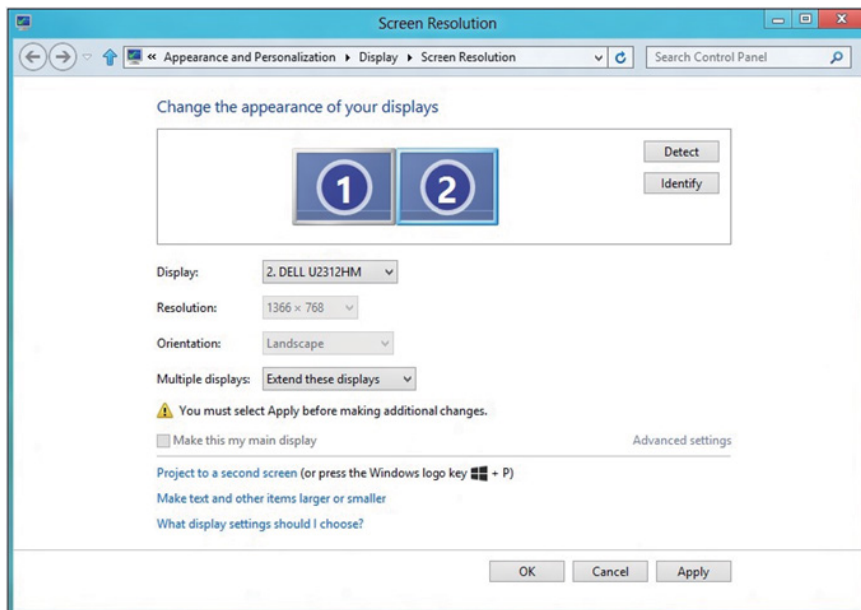 Screen Resolution
« Appearance and Personalization Display Screen Resolution Search Control Panel
Change the appearance of your displays
1 2
Detect
Identify
Display: 2. DELL U2312HM
Resolution: 1366 × 768
Orientation: Landscape
Multiple displays: Extend these displays
You must select Apply before making additional changes.
Make this my main display Advanced settings
Project to a second screen (or press the Windows logo key + P)
Make text and other items larger or smaller
What display settings should I choose?
OK Cancel Apply